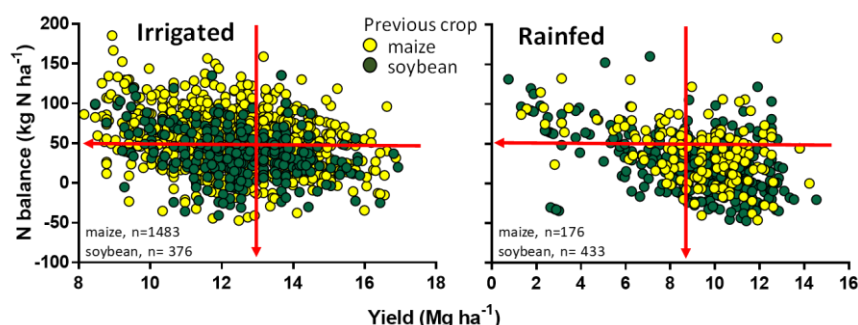 Irrigated
Previous crop
maize
soybean
Rainfed
N balance (kg N ha⁻¹)
200
150
100
50
0
-50
-100
maize, n=1483
soybean, n= 376
maize, n=176
soybean, n=433
8 10 12 14 16 18
0 2 4 6 8 10 12 14 16
Yield (Mg ha⁻¹)